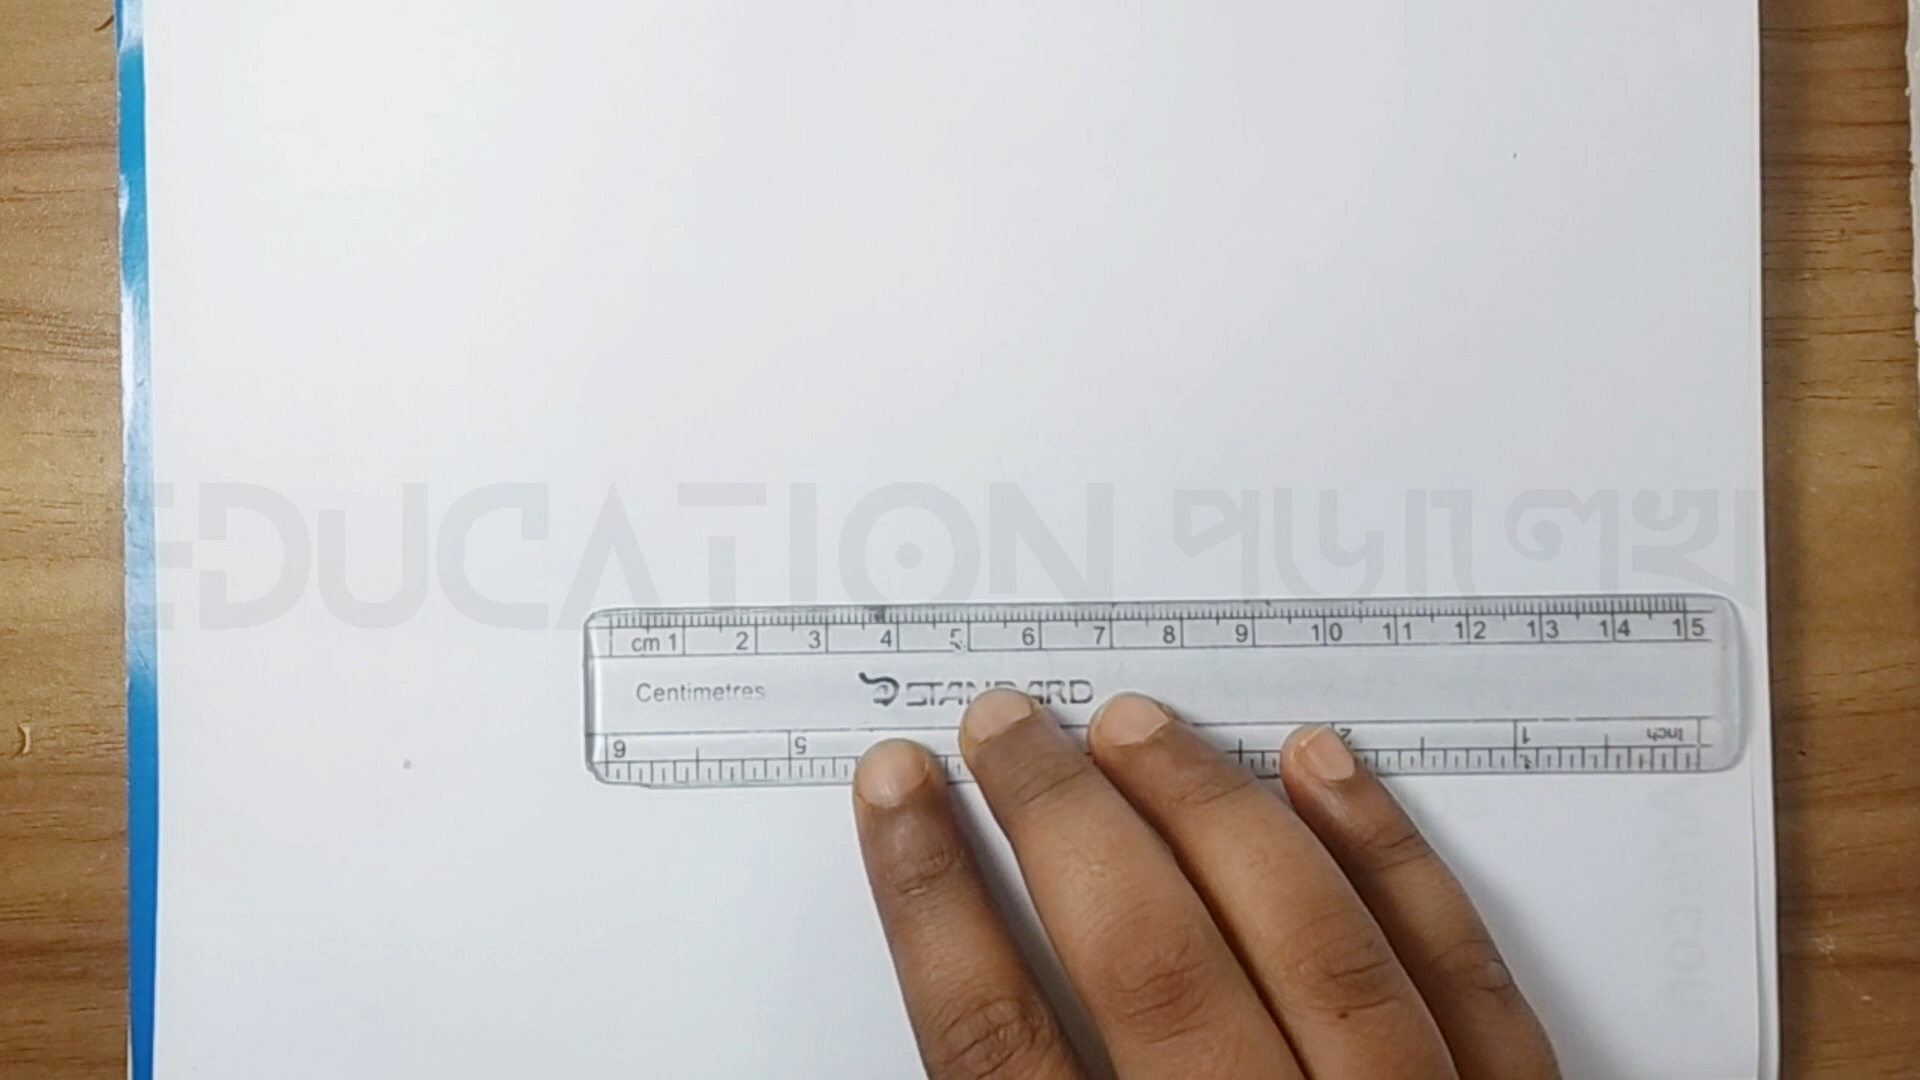 EDUCATION পড়ালেখা
cm 1 2 3 4 5 6 7 8 9 10 11 12 13 14 15
Centimetres STANDARD
6 5 2 1 Inch